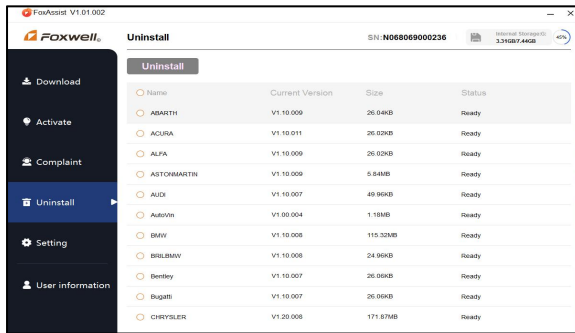 FoxAssist V1.01.002
FOXWELL
Uninstall
SN:N068069000236
Internal Storage:G:
3.31GB/7.44GB
45%
Download
Activate
Complaint
Uninstall
Setting
User information
Uninstall
Name Current Version Size Status
ABARTH V1.10.009 26.04KB Ready
ACURA V1.10.011 26.02KB Ready
ALFA V1.10.009 26.02KB Ready
ASTONMARTIN V1.10.009 5.84MB Ready
AUDI V1.10.007 49.96KB Ready
AutoVin V1.00.004 1.18MB Ready
BMW V1.10.008 115.32MB Ready
BRILBMW V1.10.008 24.96KB Ready
Bentley V1.10.007 26.06KB Ready
Bugatti V1.10.007 26.06KB Ready
CHRYSLER V1.20.008 171.87MB Ready